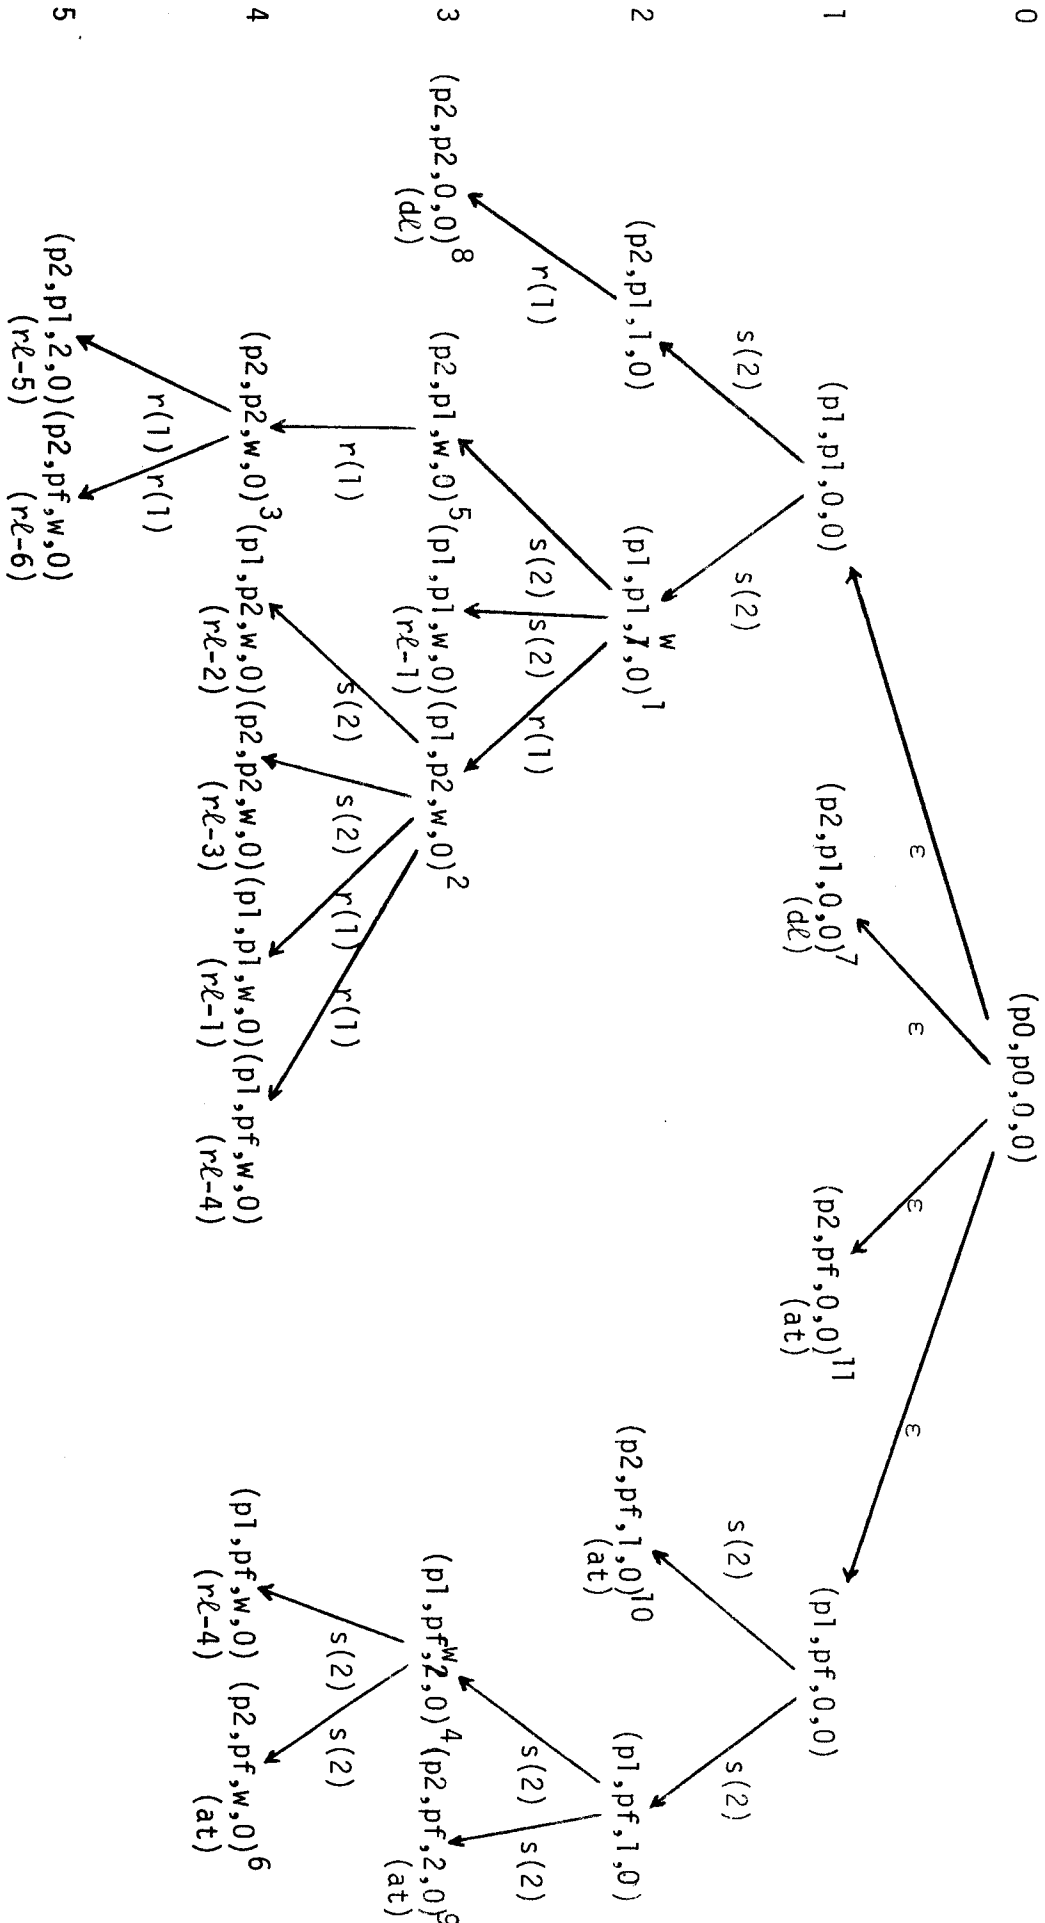 0
(p0,p0,0,0)
ε
ε
ε
ε
1
(p1,p1,0,0)
(p2,p1,0,0)7
(dℓ)
(p2,pf,0,0)11
(at)
(p1,pf,0,0)
s(2)
s(2)
s(2)
s(2)
2
(p2,p1,1,0)
(p1,p1,1,0)1
w
(p2,pf,1,0)10
(at)
(p1,pf,1,0)
r(1)
s(2)
s(2)
r(1)
s(2)
s(2)
3
(p2,p2,0,0)8
(dℓ)
(p2,p1,w,0)5
(p1,p1,w,0)
(rℓ-1)
(p1,p2,w,0)2
(p1,pf,2,0)4
w
(p2,pf,2,0)9
(at)
r(1)
s(2)
s(2)
r(1)
r(1)
s(2)
s(2)
4
(p2,p2,w,0)3
(p1,p2,w,0)
(rℓ-2)
(p2,p2,w,0)
(rℓ-3)
(p1,p1,w,0)
(rℓ-1)
(p1,pf,w,0)
(rℓ-4)
(p1,pf,w,0)
(rℓ-4)
(p2,pf,w,0)6
(at)
r(1)
r(1)
5
(p2,p1,2,0)
(rℓ-5)
(p2,pf,w,0)
(rℓ-6)